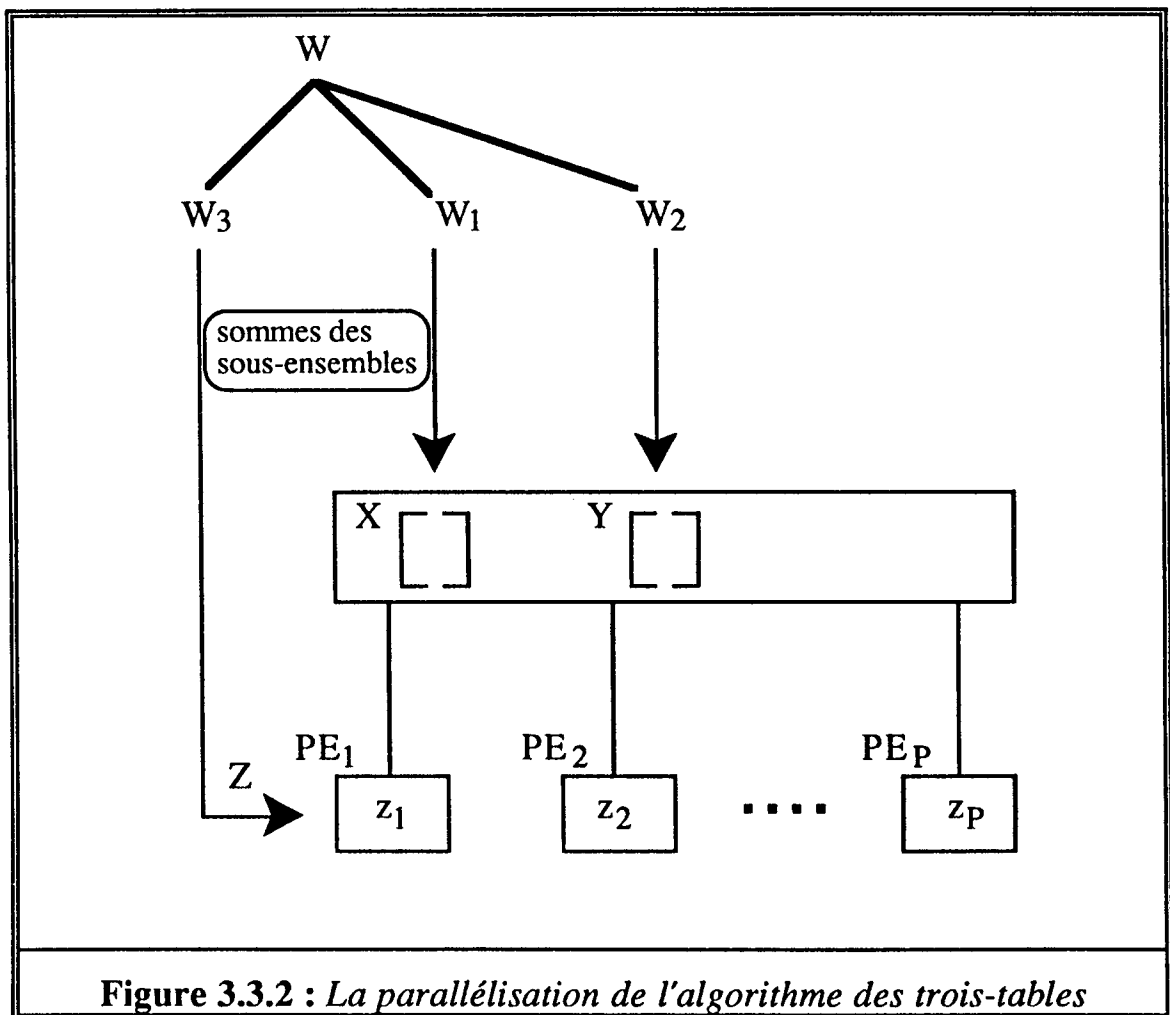 W
W3 W1 W2
sommes des
sous-ensembles
X Y
PE1 PE2 PEP
Z
z1 z2 .... zP
Figure 3.3.2 : La parallélisation de l'algorithme des trois-tables